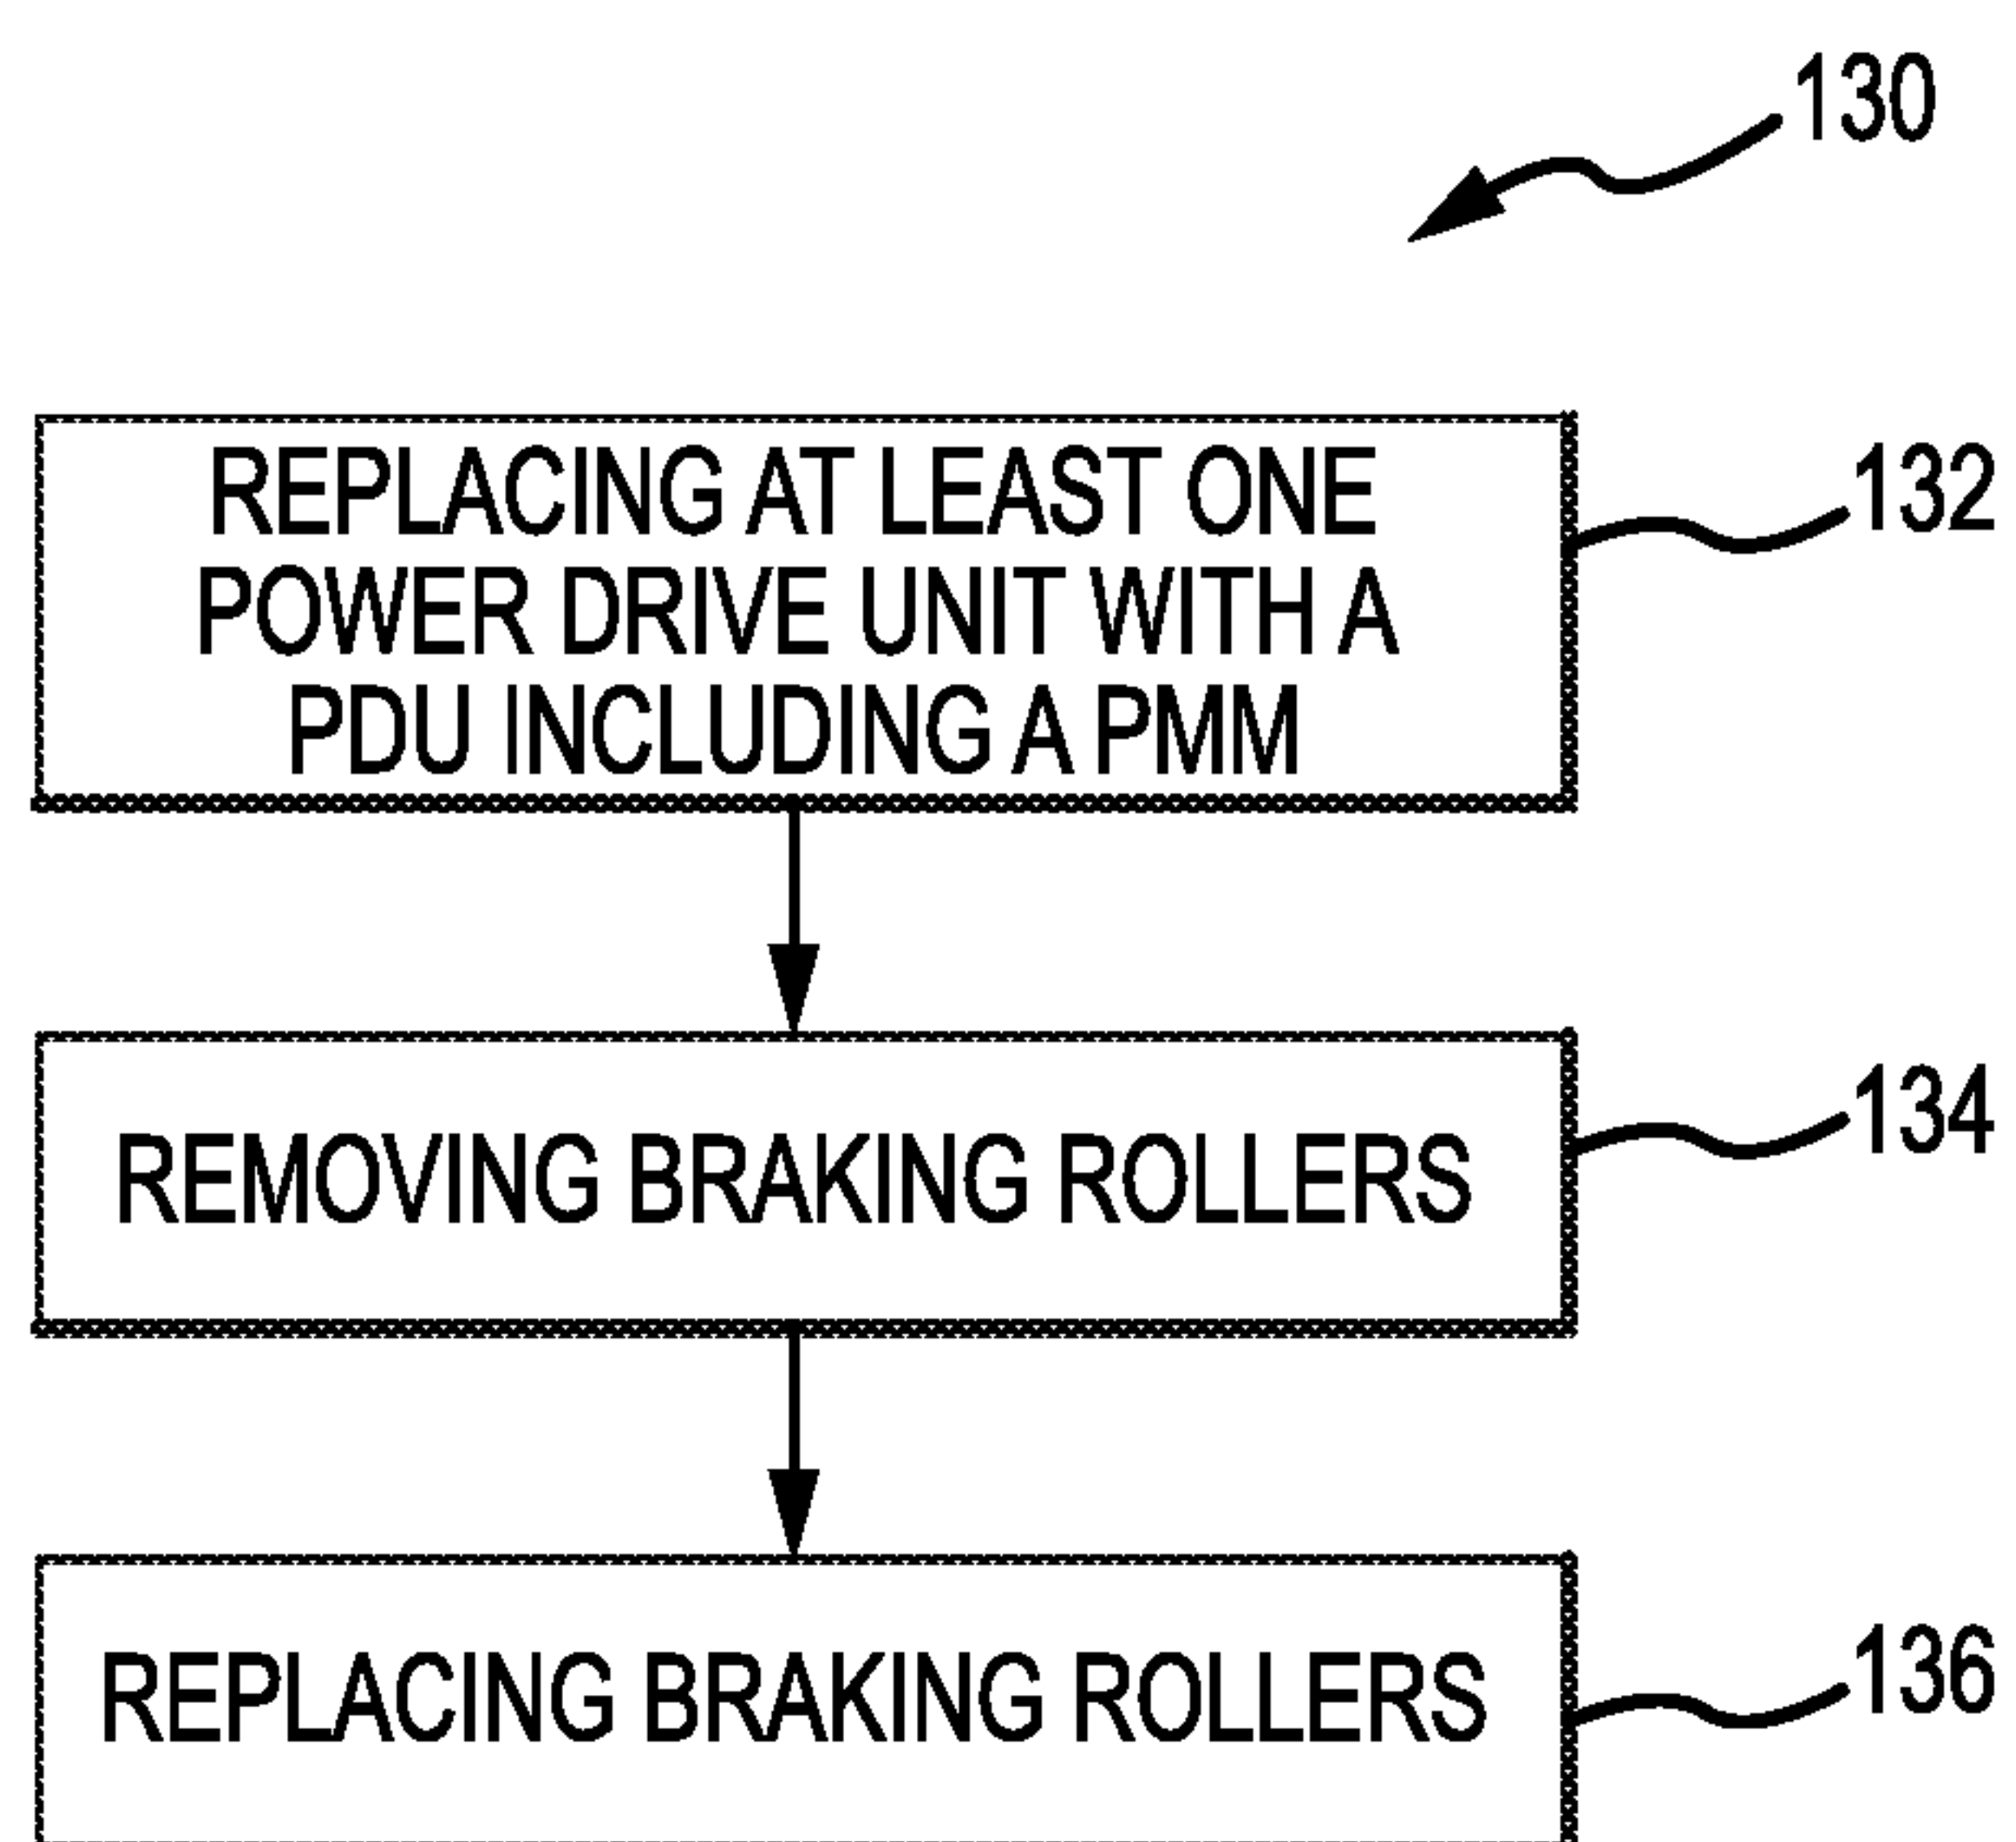 130
REPLACING AT LEAST ONE
POWER DRIVE UNIT WITH A
PDU INCLUDING A PMM
132
REMOVING BRAKING ROLLERS
134
REPLACING BRAKING ROLLERS
136